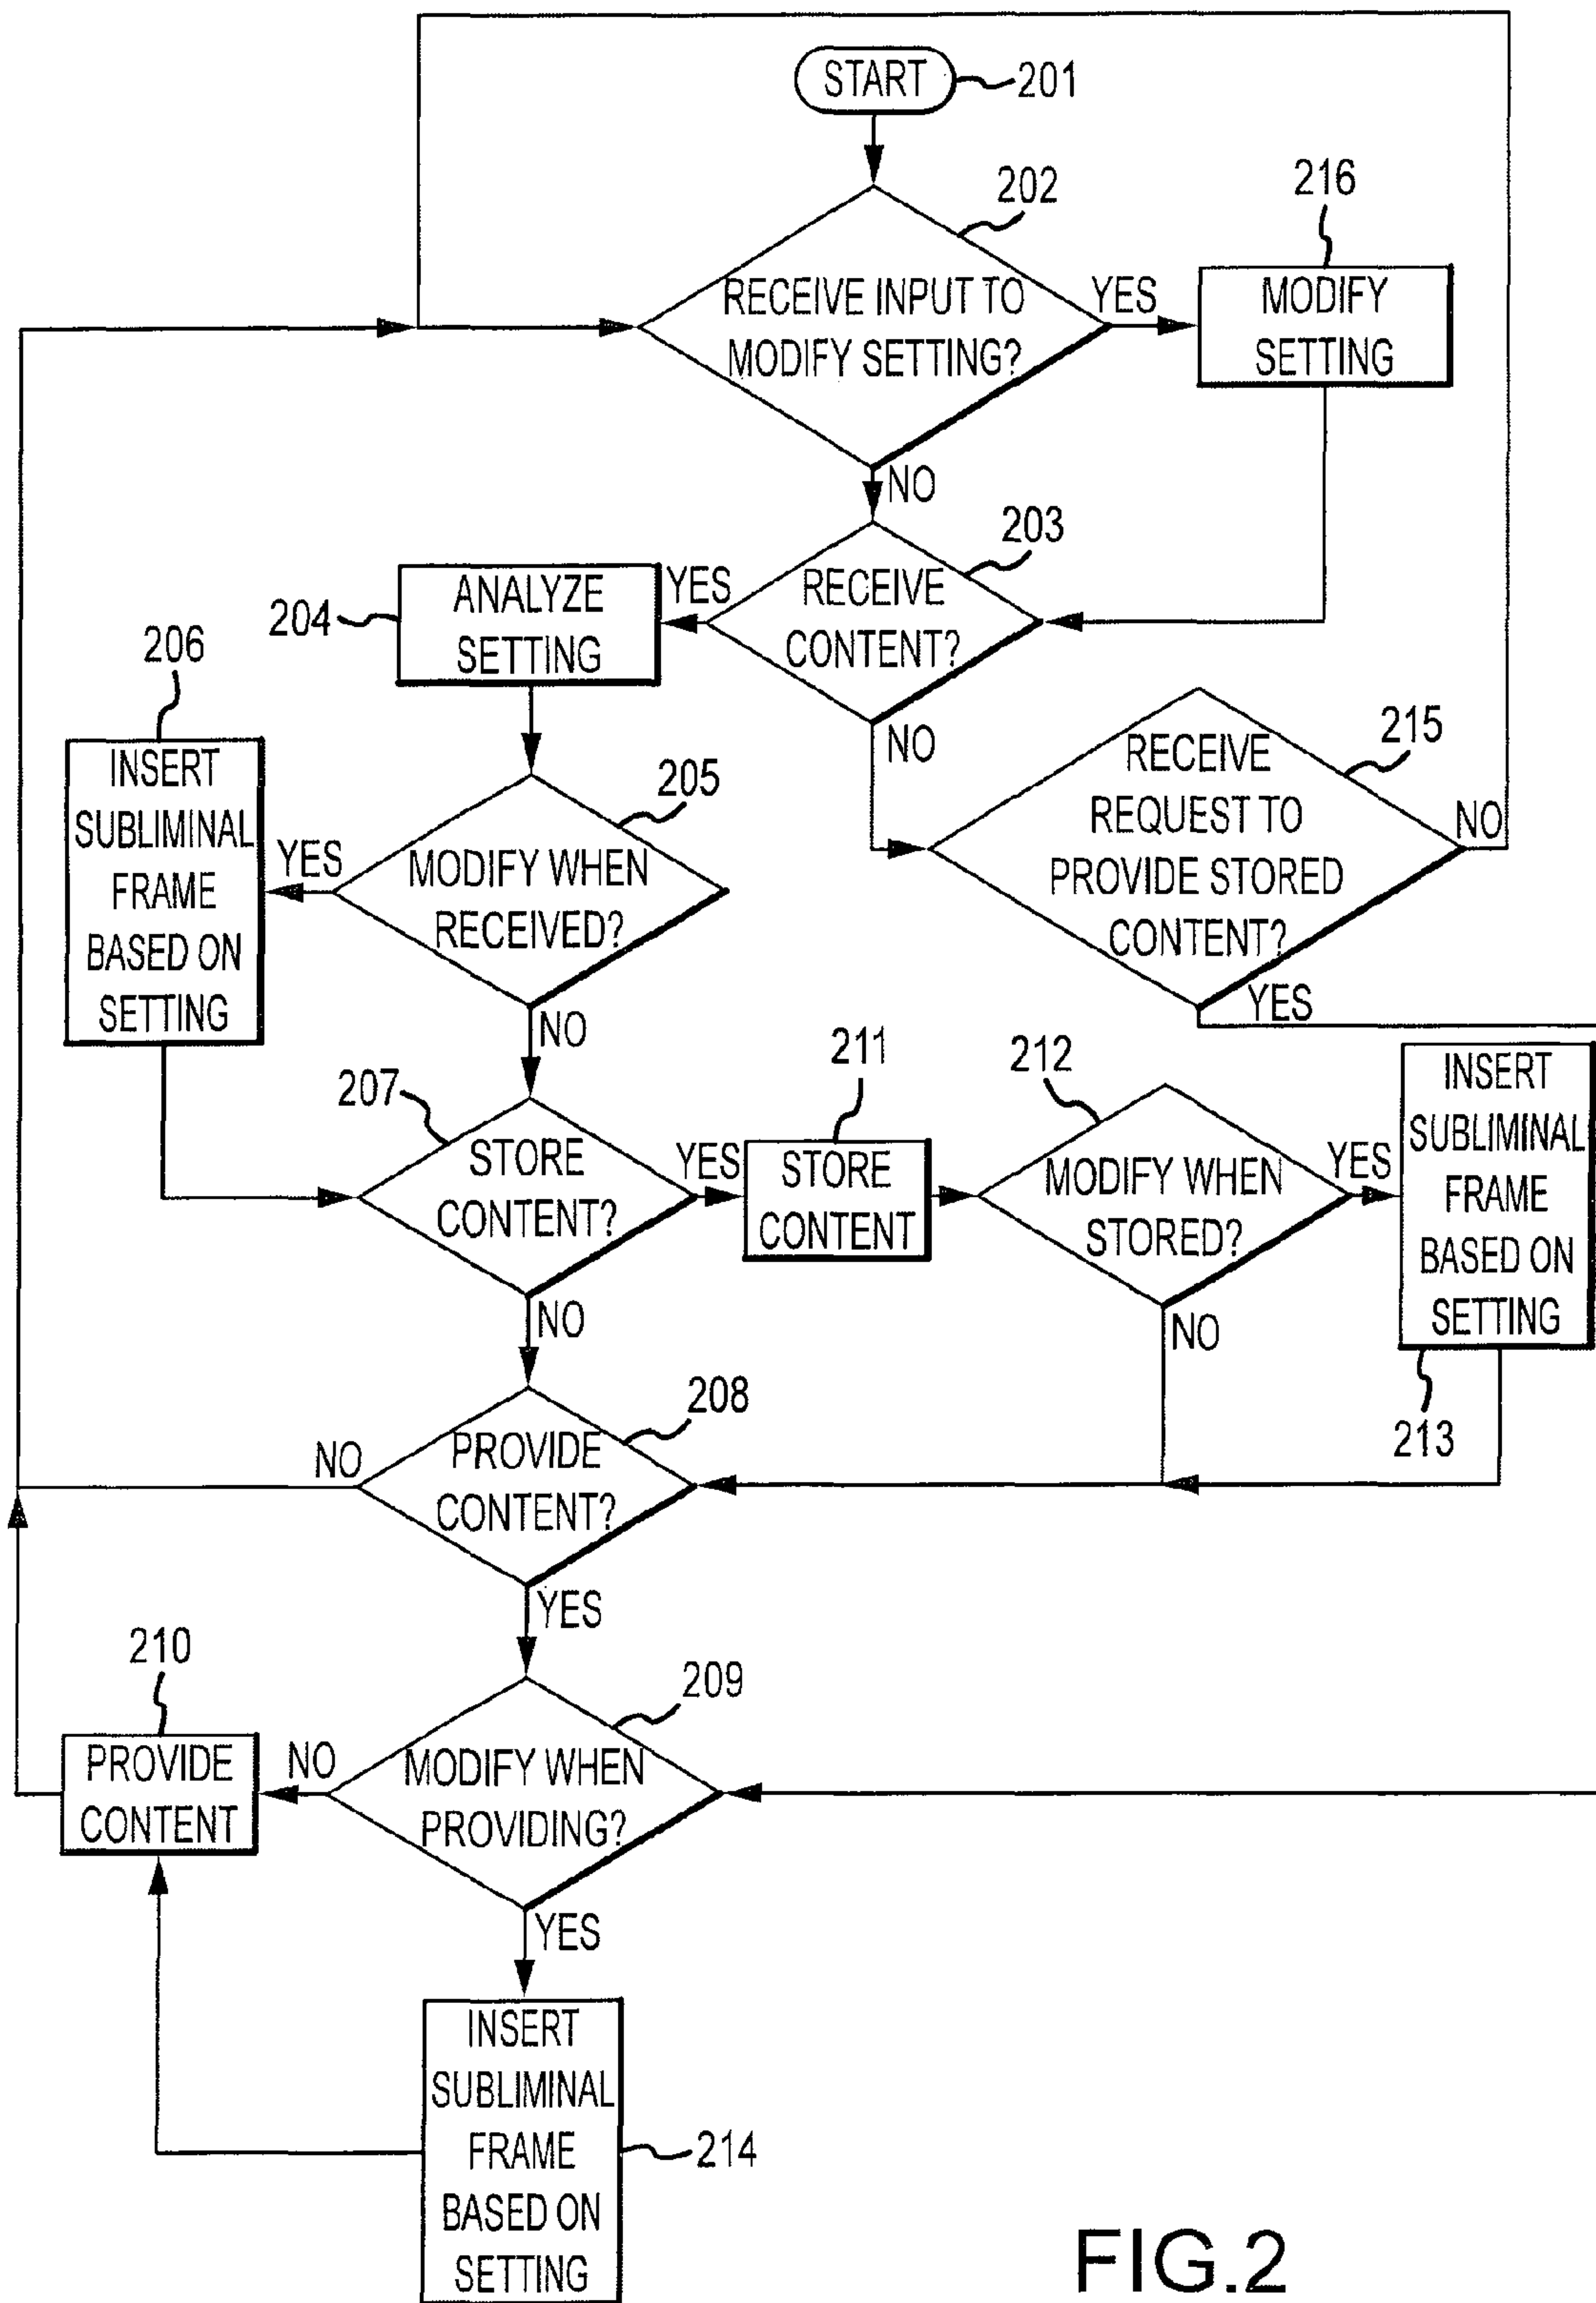 START
201
202
RECEIVE INPUT TO
MODIFY SETTING?
YES
216
MODIFY
SETTING
NO
203
RECEIVE
CONTENT?
YES
ANALYZE
SETTING
204
NO
206
INSERT
SUBLIMINAL
FRAME
BASED ON
SETTING
YES
205
MODIFY WHEN
RECEIVED?
NO
215
RECEIVE
REQUEST TO
PROVIDE STORED
CONTENT?
NO
YES
207
STORE
CONTENT?
YES
211
STORE
CONTENT
212
MODIFY WHEN
STORED?
YES
INSERT
SUBLIMINAL
FRAME
BASED ON
SETTING
213
NO
NO
208
PROVIDE
CONTENT?
NO
YES
210
PROVIDE
CONTENT
NO
209
MODIFY WHEN
PROVIDING?
YES
INSERT
SUBLIMINAL
FRAME
BASED ON
SETTING
214
FIG.2